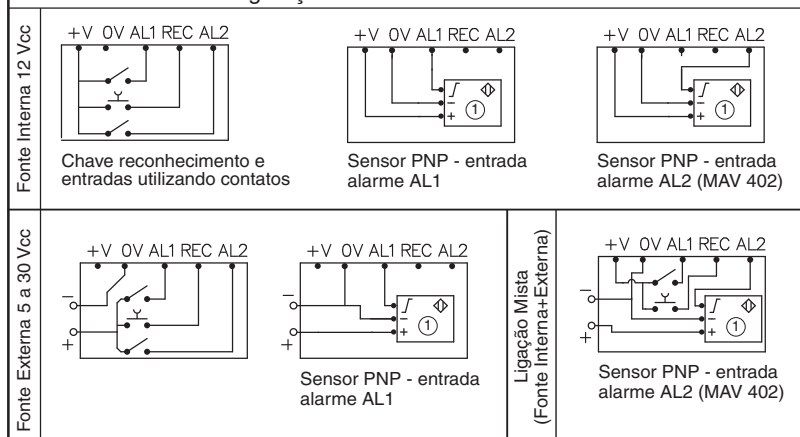 Fonte Interna 12 Vcc
+V 0V AL1 REC AL2
Chave reconhecimento e
entradas utilizando contatos
+V 0V AL1 REC AL2
1
Sensor PNP - entrada
alarme AL1
+V 0V AL1 REC AL2
1
Sensor PNP - entrada
alarme AL2 (MAV 402)
Fonte Externa 5 a 30 Vcc
+V 0V AL1 REC AL2
−
+
+V 0V AL1 REC AL2
−
+
1
Sensor PNP - entrada
alarme AL1
Ligação Mista
(Fonte Interna+Externa)
+V 0V AL1 REC AL2
−
+
1
Sensor PNP - entrada
alarme AL2 (MAV 402)